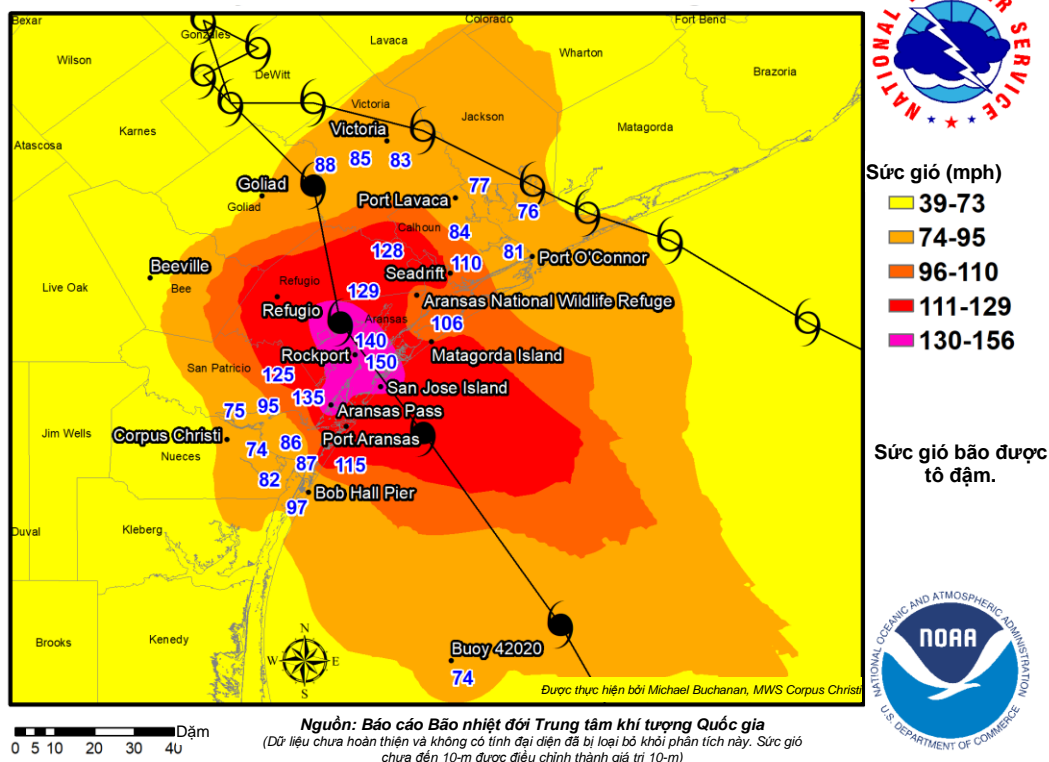 Bexar
Gonzales
Colorado
Fort Bend
Lavaca
Wharton
Wilson
DeWitt
Brazoria
Victoria
Jackson
Karnes
Matagorda
Atascosa
Victoria
88 85 83
Goliad
Goliad
77
Port Lavaca
76
Calhoun
84
128
81
Port O'Connor
110
Seadrift
Beeville
Bee
Live Oak
Refugio
129
Aransas National Wildlife Refuge
Refugio
Aransas
106
140
Matagorda Island
Rockport
150
San Patricio
125
San Jose Island
135
75 95
Aransas Pass
Jim Wells
Corpus Christi
Port Aransas
74 86
Nueces
87 115
82
Bob Hall Pier
97
Duval
Kleberg
Brooks
Kenedy
N
W E
S
Buoy 42020
74
Được thực hiện bởi Michael Buchanan, MWS Corpus Christi
NATIONAL
SERVICE
Sức gió (mph)
39-73
74-95
96-110
111-129
130-156
Sức gió bão được
tô đậm.
NATIONAL OCEANIC AND ATMOSPHERIC ADMINISTRATION
NOAA
U.S. DEPARTMENT OF COMMERCE
Dặm
0 5 10 20 30 40
Nguồn: Báo cáo Bão nhiệt đới Trung tâm khí tượng Quốc gia
(Dữ liệu chưa hoàn thiện và không có tính đại diện đã bị loại bỏ khỏi phân tích này. Sức gió
chưa đến 10-m được điều chỉnh thành giá trị 10-m)